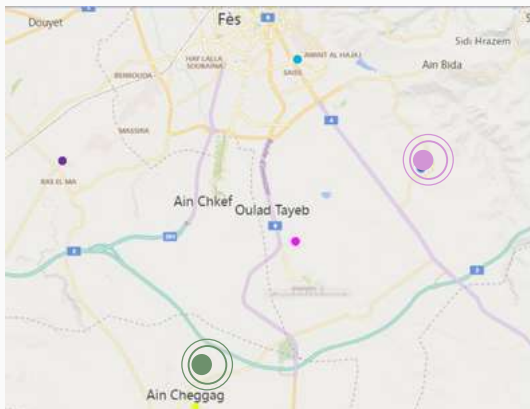 Fès
Douyet
Sidi Hrazem
AWINT AL HAJAJ
HAY LALLA
SOUKAINA
SAISS
Ain Bida
BENSOUDA
MASSIRA
RAS EL MA
Ain Chkef
Oulad Tayeb
Ain Cheggag